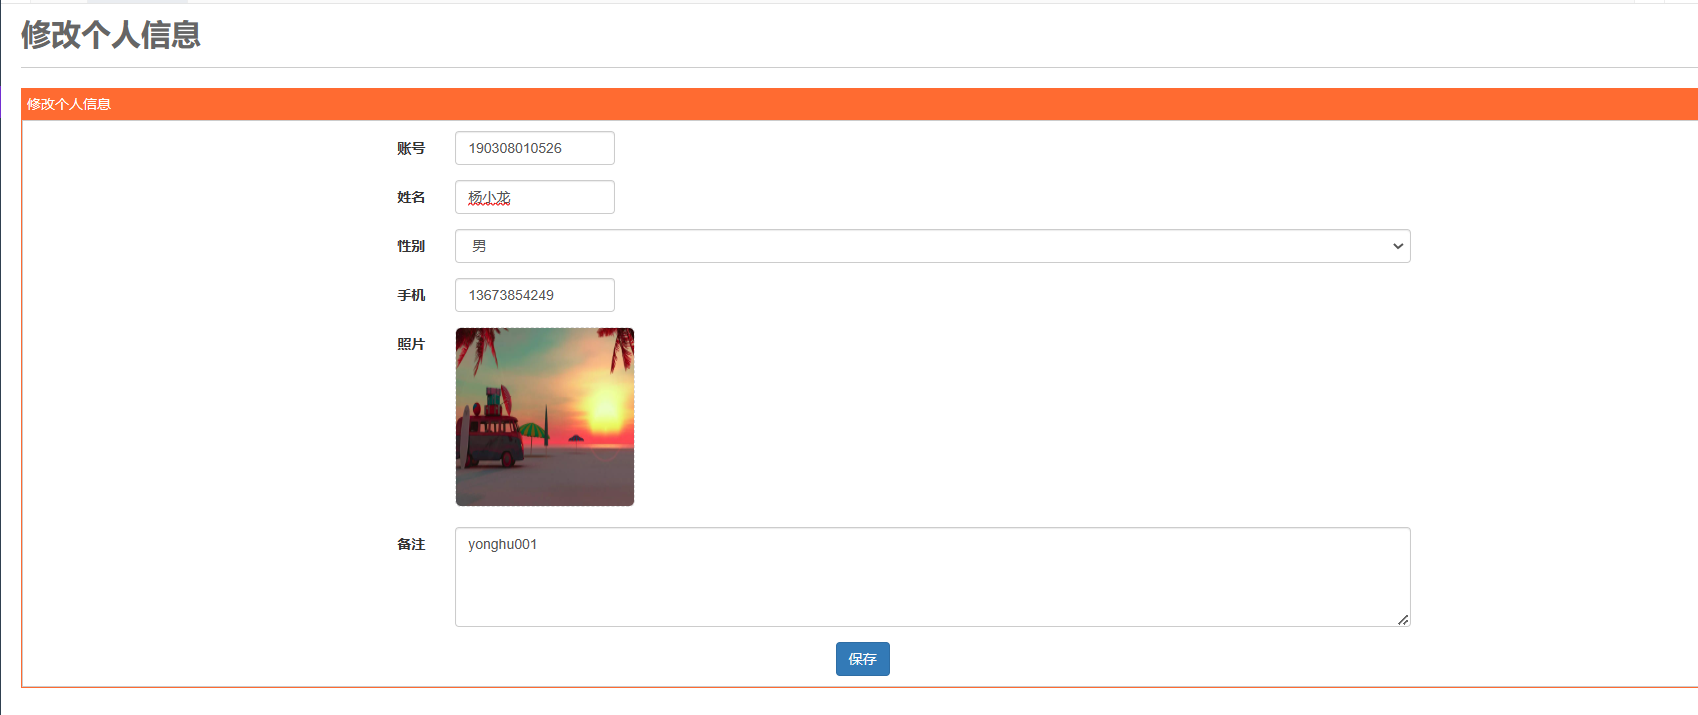 修改个人信息
修改个人信息
账号 190308010526
姓名 杨小龙
性别 男
手机 13673854249
照片
备注 yonghu001
保存